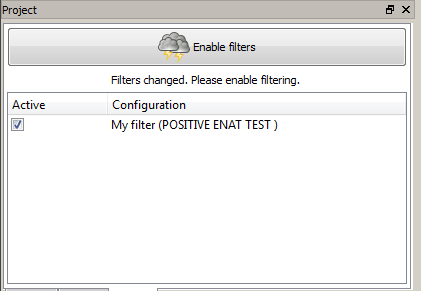 Project
Enable filters
Filters changed. Please enable filtering.
Active Configuration
My filter (POSITIVE ENAT TEST )